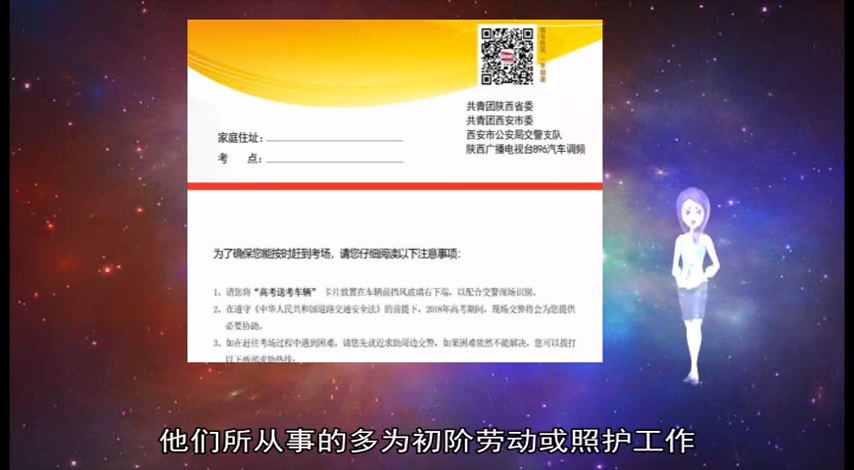 共青团陕西省委
共青团西安市委
西安市公安局交警支队
陕西广播电视台896汽车调频
家庭住址：
考 点：
为了确保您能按时赶到考场，请您仔细阅读以下注意事项：
1、请您将“高考送考车辆” 卡片放置在车辆前挡风玻璃右下端，以配合交警现场识别。
2、在遵守《中华人民共和国道路交通安全法》的前提下，2018年高考期间，现场交警将会为您提供
必要协助。
3、如在赶往考场过程中遇到困难，请您先就近求助周边交警，如果困难依然不能解决，您可以拨打
以下两部求助热线：
他们所从事的多为初阶劳动或照护工作